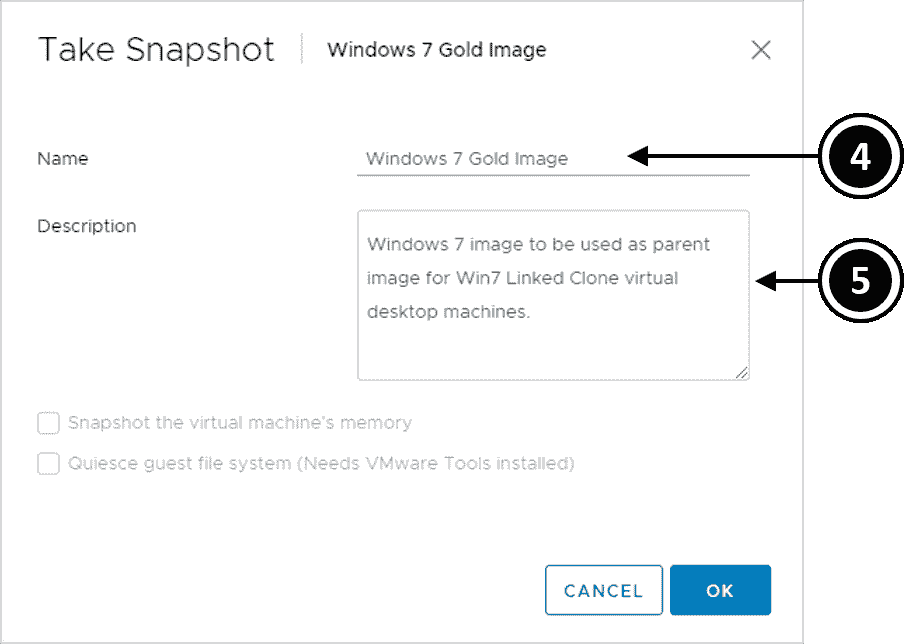 Take Snapshot Windows 7 Gold Image
Name Windows 7 Gold Image
4
Description
Windows 7 image to be used as parent
image for Win7 Linked Clone virtual
desktop machines.
5
Snapshot the virtual machine's memory
Quiesce guest file system (Needs VMware Tools installed)
CANCEL OK